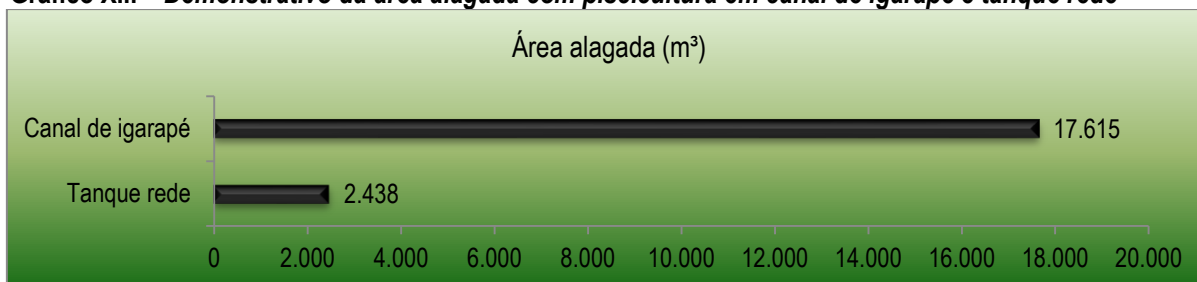 Gráfico XIII – Demonstrativo da área alagada com piscicultura em canal de igarapé e tanque rede
Área alagada (m³)
Canal de igarapé 17.615
Tanque rede 2.438
0 2.000 4.000 6.000 8.000 10.000 12.000 14.000 16.000 18.000 20.000